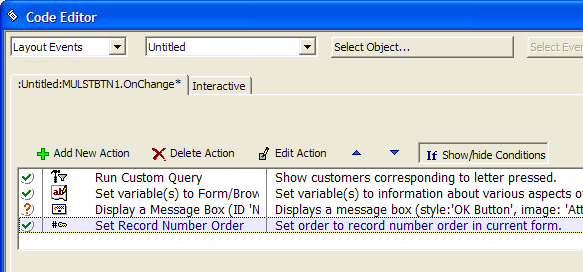 Code Editor
Layout Events Untitled Select Object... Select Even
:Untitled:MULSTBTN1.OnChange* Interactive
Add New Action Delete Action Edit Action If Show/hide Conditions
Run Custom Query Show customers corresponding to letter pressed.
Set variable(s) to Form/Brow Set variable(s) to information about various aspects o
Display a Message Box (ID 'N Displays a message box (style:'OK Button', image: 'Att
#⇔ Set Record Number Order Set order to record number order in current form.